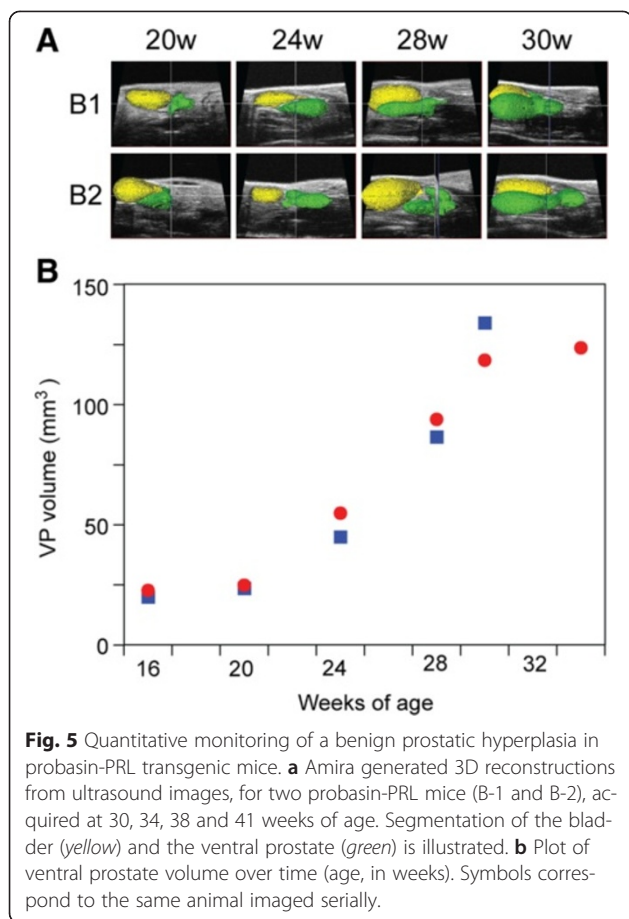 A
20w 24w 28w 30w
B1
B2
B
150
100
50
0
VP volume (mm³)
16 20 24 28 32
Weeks of age
Fig. 5 Quantitative monitoring of a benign prostatic hyperplasia in
probasin-PRL transgenic mice. a Amira generated 3D reconstructions
from ultrasound images, for two probasin-PRL mice (B-1 and B-2), ac-
quired at 30, 34, 38 and 41 weeks of age. Segmentation of the blad-
der (yellow) and the ventral prostate (green) is illustrated. b Plot of
ventral prostate volume over time (age, in weeks). Symbols corres-
pond to the same animal imaged serially.